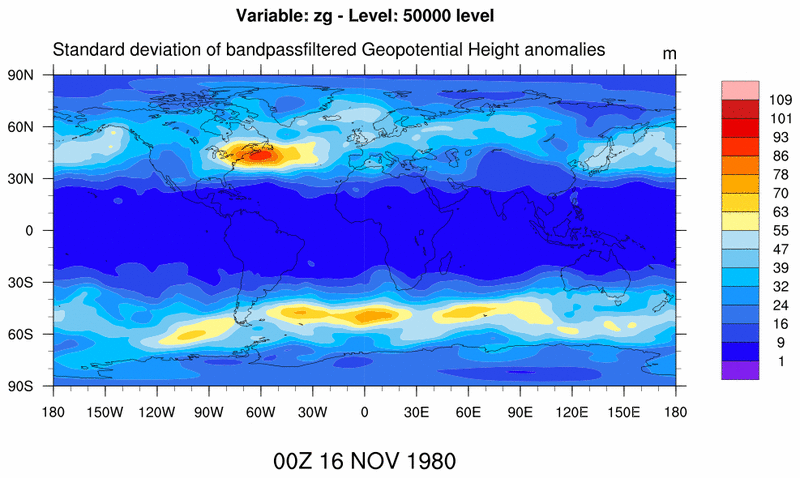 Variable: zg - Level: 50000 level
Standard deviation of bandpassfiltered Geopotential Height anomalies
m
90N
60N
30N
0
30S
60S
90S
180 150W 120W 90W 60W 30W 0 30E 60E 90E 120E 150E 180
109
101
93
86
78
70
63
55
47
39
32
24
16
9
1
00Z 16 NOV 1980